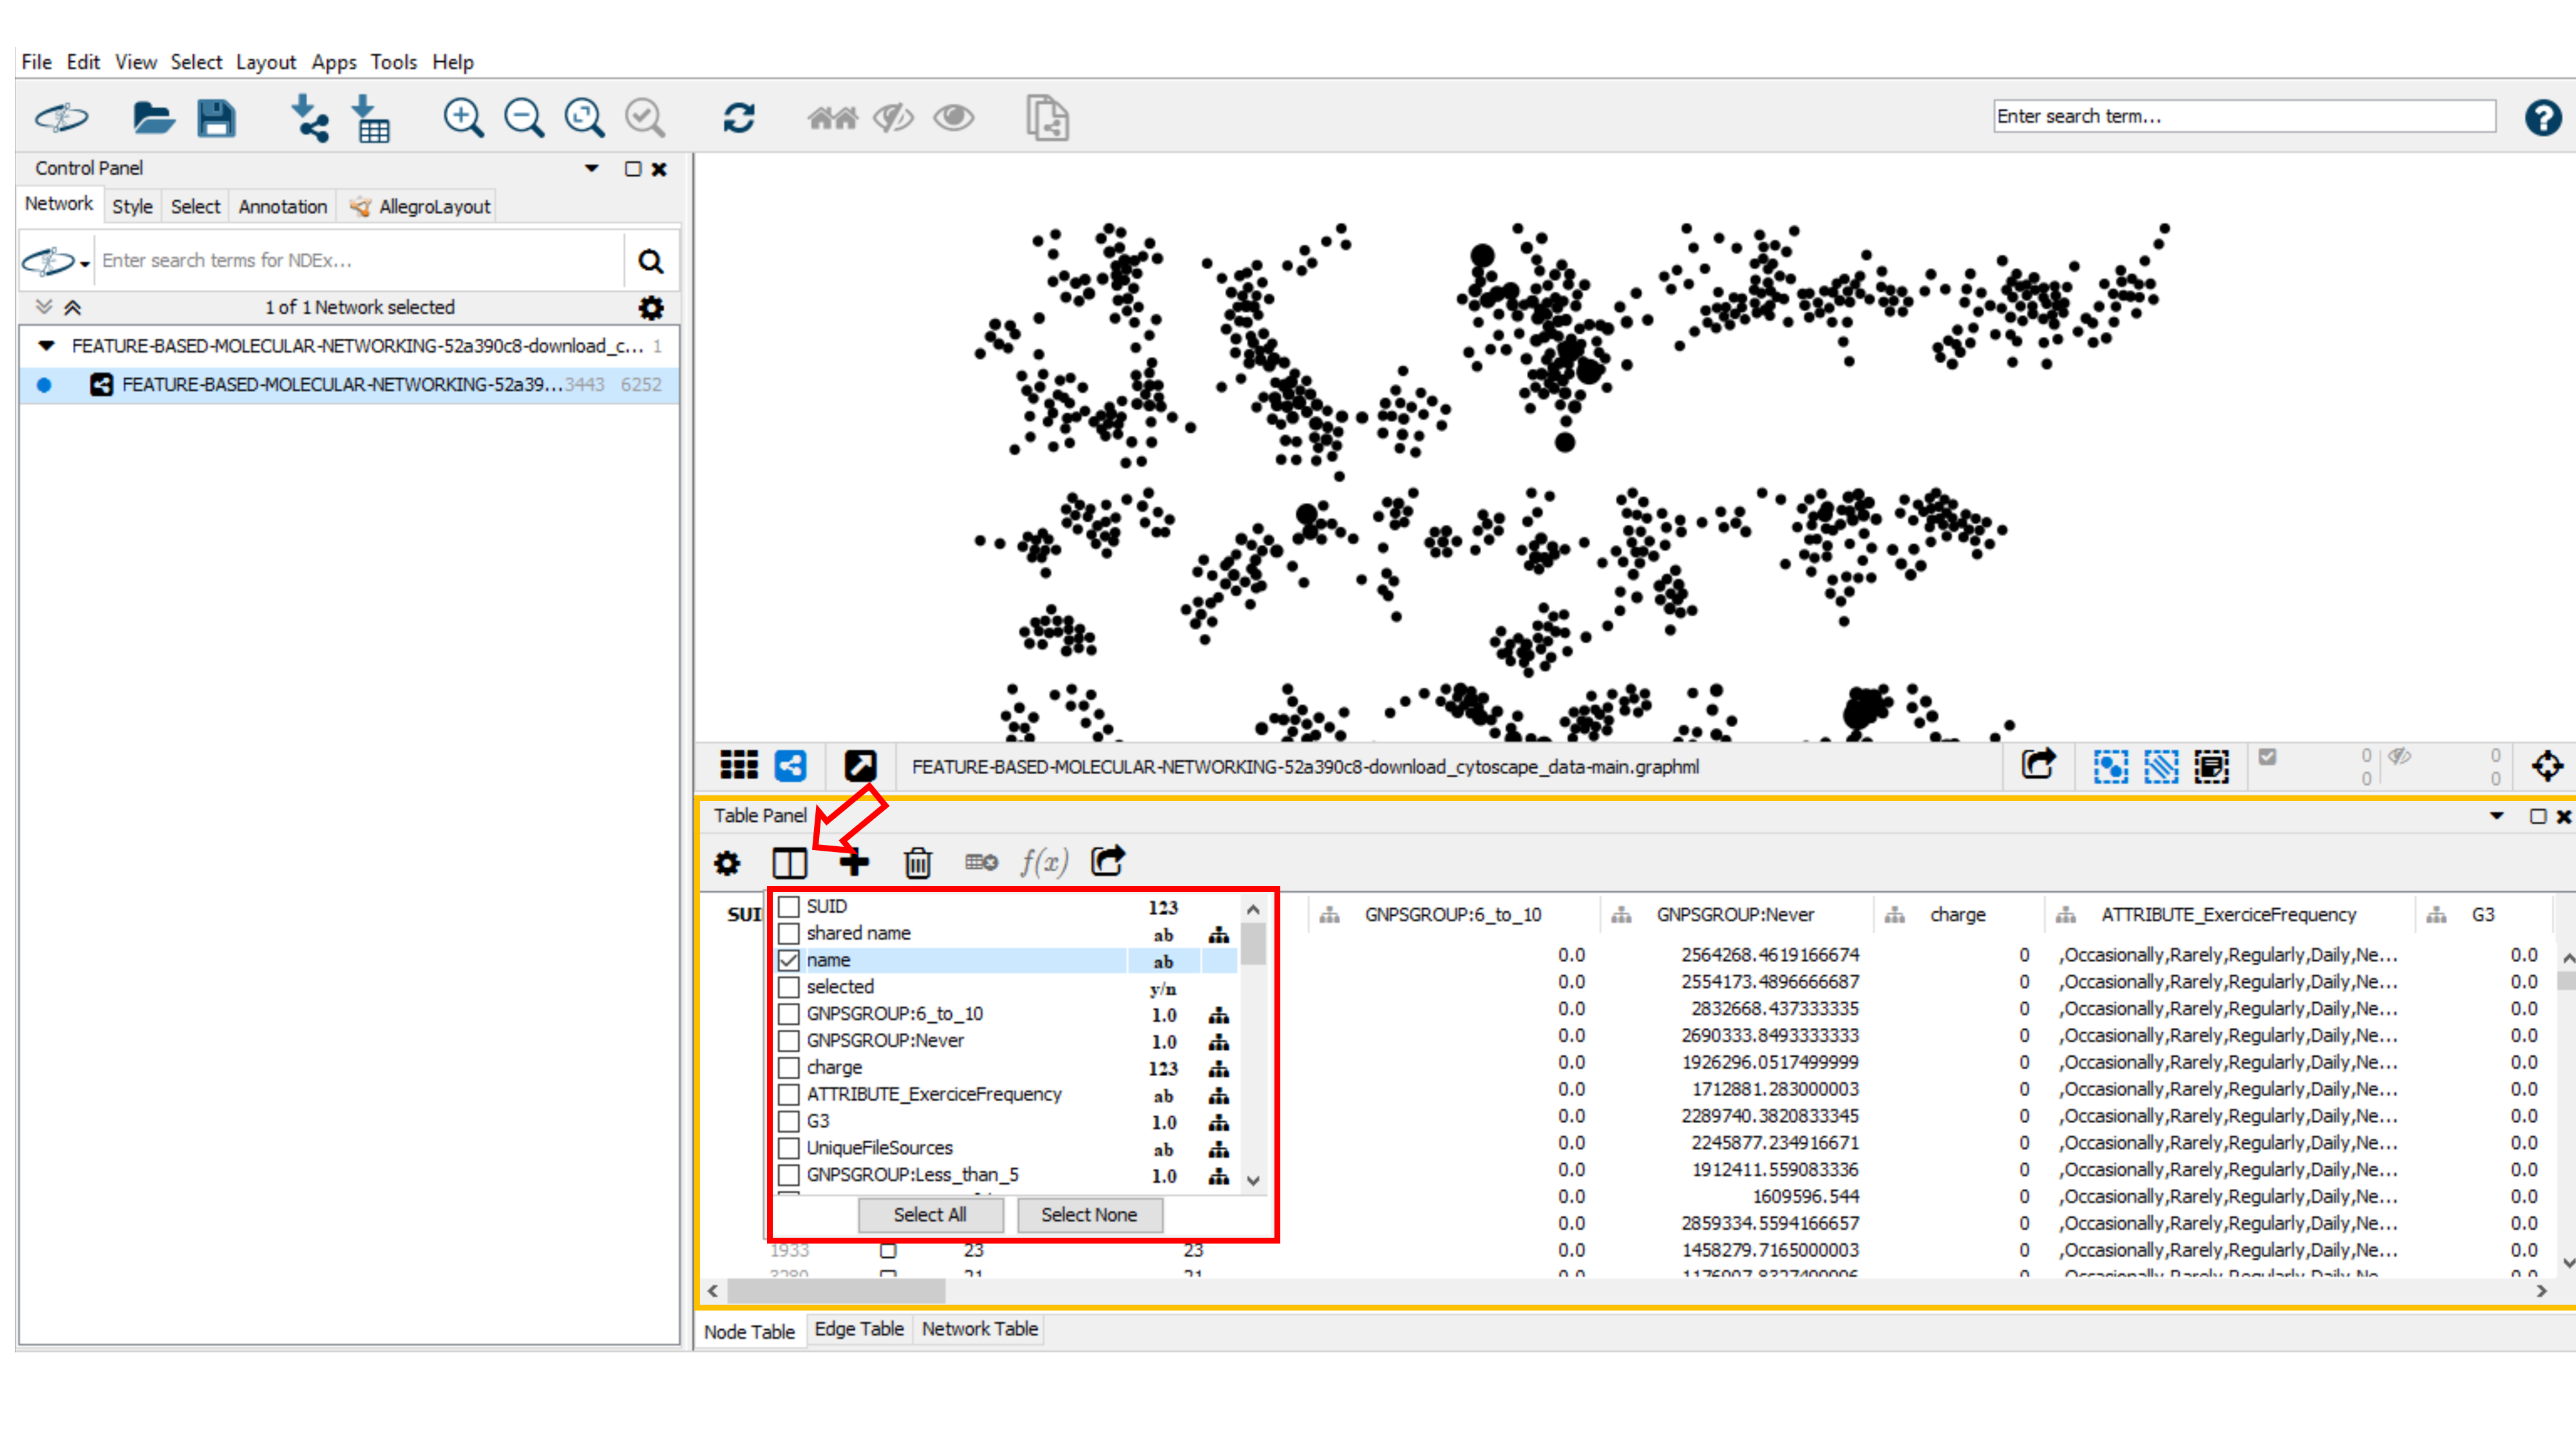 File Edit View Select Layout Apps Tools Help
Enter search term...
Control Panel
Network Style Select Annotation AllegroLayout
Enter search terms for NDEx...
1 of 1 Network selected
FEATURE-BASED-MOLECULAR-NETWORKING-52a390c8-download_c... 1
FEATURE-BASED-MOLECULAR-NETWORKING-52a39... 3443 6252
FEATURE-BASED-MOLECULAR-NETWORKING-52a390c8-download_cytoscape_data-main.graphml
0 0
0 0
Table Panel
f(x)
SUI
SUID 123
shared name ab
name ab
selected y/n
GNPSGROUP:6_to_10 1.0
GNPSGROUP:Never 1.0
charge 123
ATTRIBUTE_ExerciceFrequency ab
G3 1.0
UniqueFileSources ab
GNPSGROUP:Less_than_5 1.0
Select All Select None
GNPSGROUP:6_to_10 GNPSGROUP:Never charge ATTRIBUTE_ExerciceFrequency G3
0.0 2564268.4619166674 0 ,Occasionally,Rarely,Regularly,Daily,Ne... 0.0
0.0 2554173.4896666687 0 ,Occasionally,Rarely,Regularly,Daily,Ne... 0.0
0.0 2832668.437333335 0 ,Occasionally,Rarely,Regularly,Daily,Ne... 0.0
0.0 2690333.8493333333 0 ,Occasionally,Rarely,Regularly,Daily,Ne... 0.0
0.0 1926296.0517499999 0 ,Occasionally,Rarely,Regularly,Daily,Ne... 0.0
0.0 1712881.283000003 0 ,Occasionally,Rarely,Regularly,Daily,Ne... 0.0
0.0 2289740.3820833345 0 ,Occasionally,Rarely,Regularly,Daily,Ne... 0.0
0.0 2245877.234916671 0 ,Occasionally,Rarely,Regularly,Daily,Ne... 0.0
0.0 1912411.559083336 0 ,Occasionally,Rarely,Regularly,Daily,Ne... 0.0
0.0 1609596.544 0 ,Occasionally,Rarely,Regularly,Daily,Ne... 0.0
0.0 2859334.5594166657 0 ,Occasionally,Rarely,Regularly,Daily,Ne... 0.0
1933 23 23 0.0 1458279.7165000003 0 ,Occasionally,Rarely,Regularly,Daily,Ne... 0.0
Node Table Edge Table Network Table